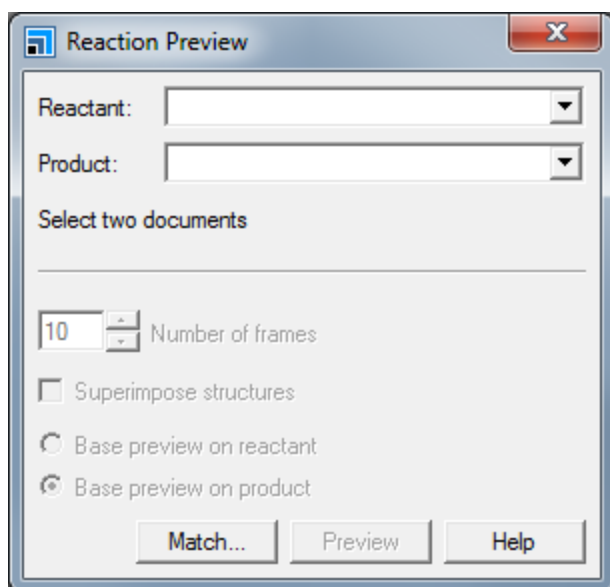 Reaction Preview
Reactant:
Product:
Select two documents
10 Number of frames
Superimpose structures
Base preview on reactant
Base preview on product
Match... Preview Help